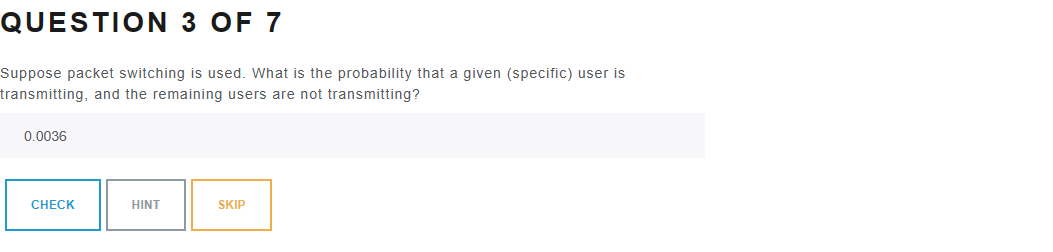 QUESTION 3 OF 7
Suppose packet switching is used. What is the probability that a given (specific) user is
transmitting, and the remaining users are not transmitting?
0.0036
CHECK HINT SKIP